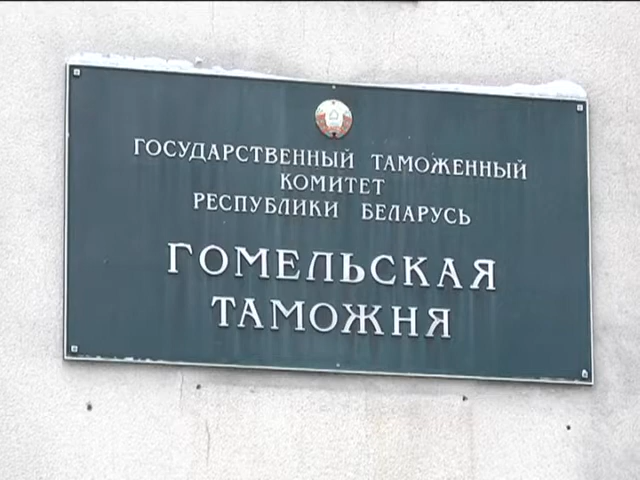 ГОСУДАРСТВЕННЫЙ ТАМОЖЕННЫЙ
КОМИТЕТ
РЕСПУБЛИКИ БЕЛАРУСЬ
ГОМЕЛЬСКАЯ
ТАМОЖНЯ